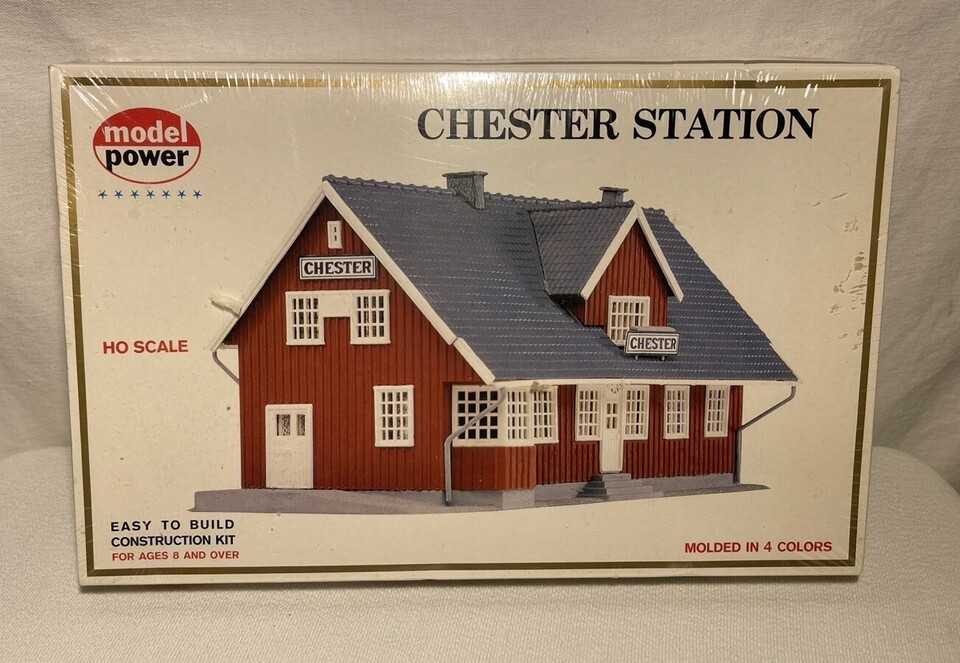 model
power
CHESTER STATION
CHESTER
CHESTER
HO SCALE
EASY TO BUILD
CONSTRUCTION KIT
FOR AGES 8 AND OVER
MOLDED IN 4 COLORS